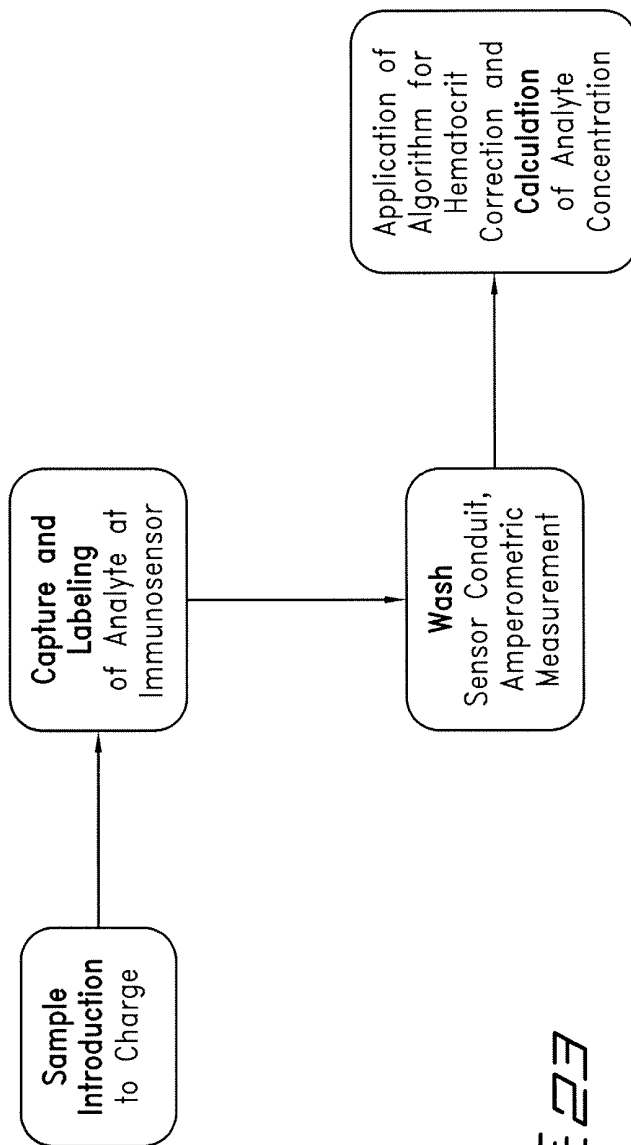 Sample
Introduction
to Charge
Capture and
Labeling
of Analyte at
Immunosensor
Wash
Sensor Conduit,
Amperometric
Measurement
Application of
Algorithm for
Hematocrit
Correction and
Calculation
of Analyte
Concentration
23